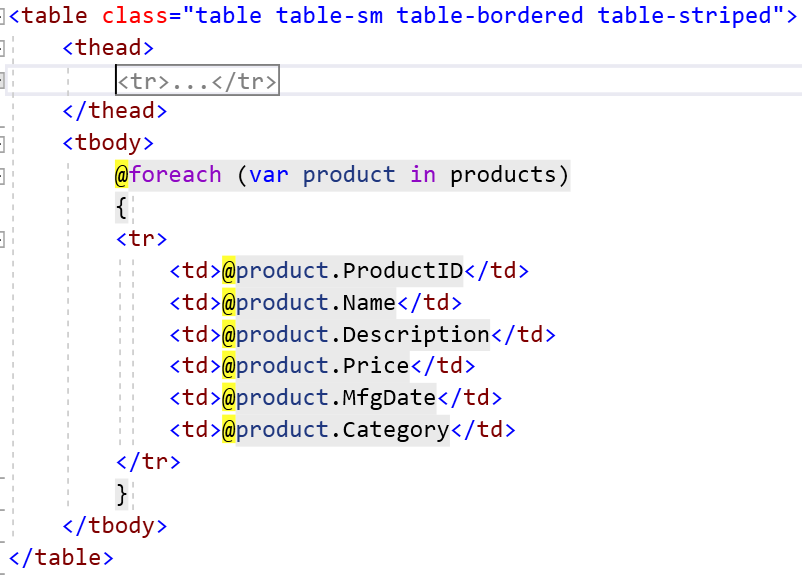 <table class="table table-sm table-bordered table-striped">
<thead>
<tr>...</tr>
</thead>
<tbody>
@foreach (var product in products)
{
<tr>
<td>@product.ProductID</td>
<td>@product.Name</td>
<td>@product.Description</td>
<td>@product.Price</td>
<td>@product.MfgDate</td>
<td>@product.Category</td>
</tr>
}
</tbody>
</table>